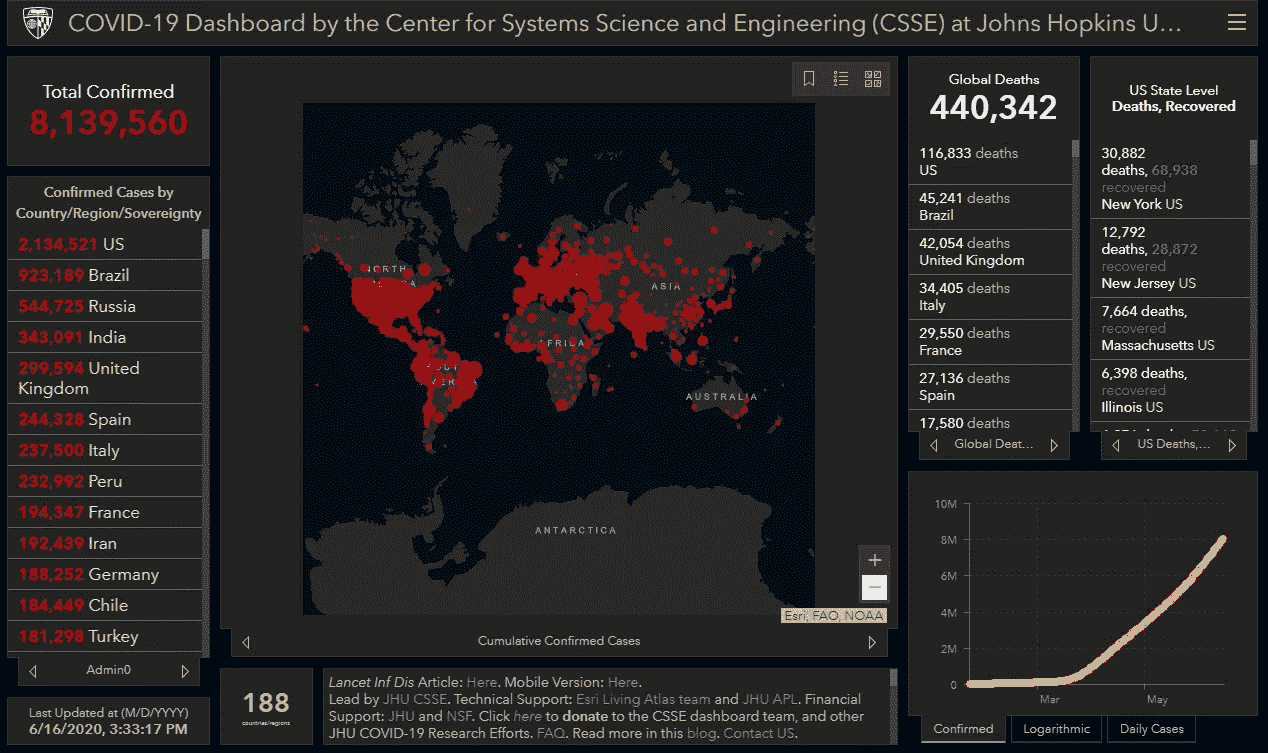 COVID-19 Dashboard by the Center for Systems Science and Engineering (CSSE) at Johns Hopkins U...
Total Confirmed
8,139,560
Confirmed Cases by
Country/Region/Sovereignty
2,134,521 US
923,189 Brazil
544,725 Russia
343,091 India
299,594 United
Kingdom
244,328 Spain
237,500 Italy
232,992 Peru
194,347 France
192,439 Iran
188,252 Germany
184,449 Chile
181,298 Turkey
Admin0
Last Updated at (M/D/YYYY)
6/16/2020, 3:33:17 PM
NORTH
ASIA
AFRICA
AUSTRALIA
ANTARCTICA
+
−
Esri, FAO, NOAA
Cumulative Confirmed Cases
188
countries/regions
Lancet Inf Dis Article: Here. Mobile Version: Here.
Lead by JHU CSSE. Technical Support: Esri Living Atlas team and JHU APL. Financial
Support: JHU and NSF. Click here to donate to the CSSE dashboard team, and other
JHU COVID-19 Research Efforts. FAQ. Read more in this blog. Contact US.
Global Deaths
440,342
116,833 deaths
US
45,241 deaths
Brazil
42,054 deaths
United Kingdom
34,405 deaths
Italy
29,550 deaths
France
27,136 deaths
Spain
17,580 deaths
Global Deat...
US State Level
Deaths, Recovered
30,882
deaths, 68,938
recovered
New York US
12,792
deaths, 28,872
recovered
New Jersey US
7,664 deaths,
recovered
Massachusetts US
6,398 deaths,
recovered
Illinois US
US Deaths,...
10M
8M
6M
4M
2M
0
Mar
May
Confirmed
Logarithmic
Daily Cases